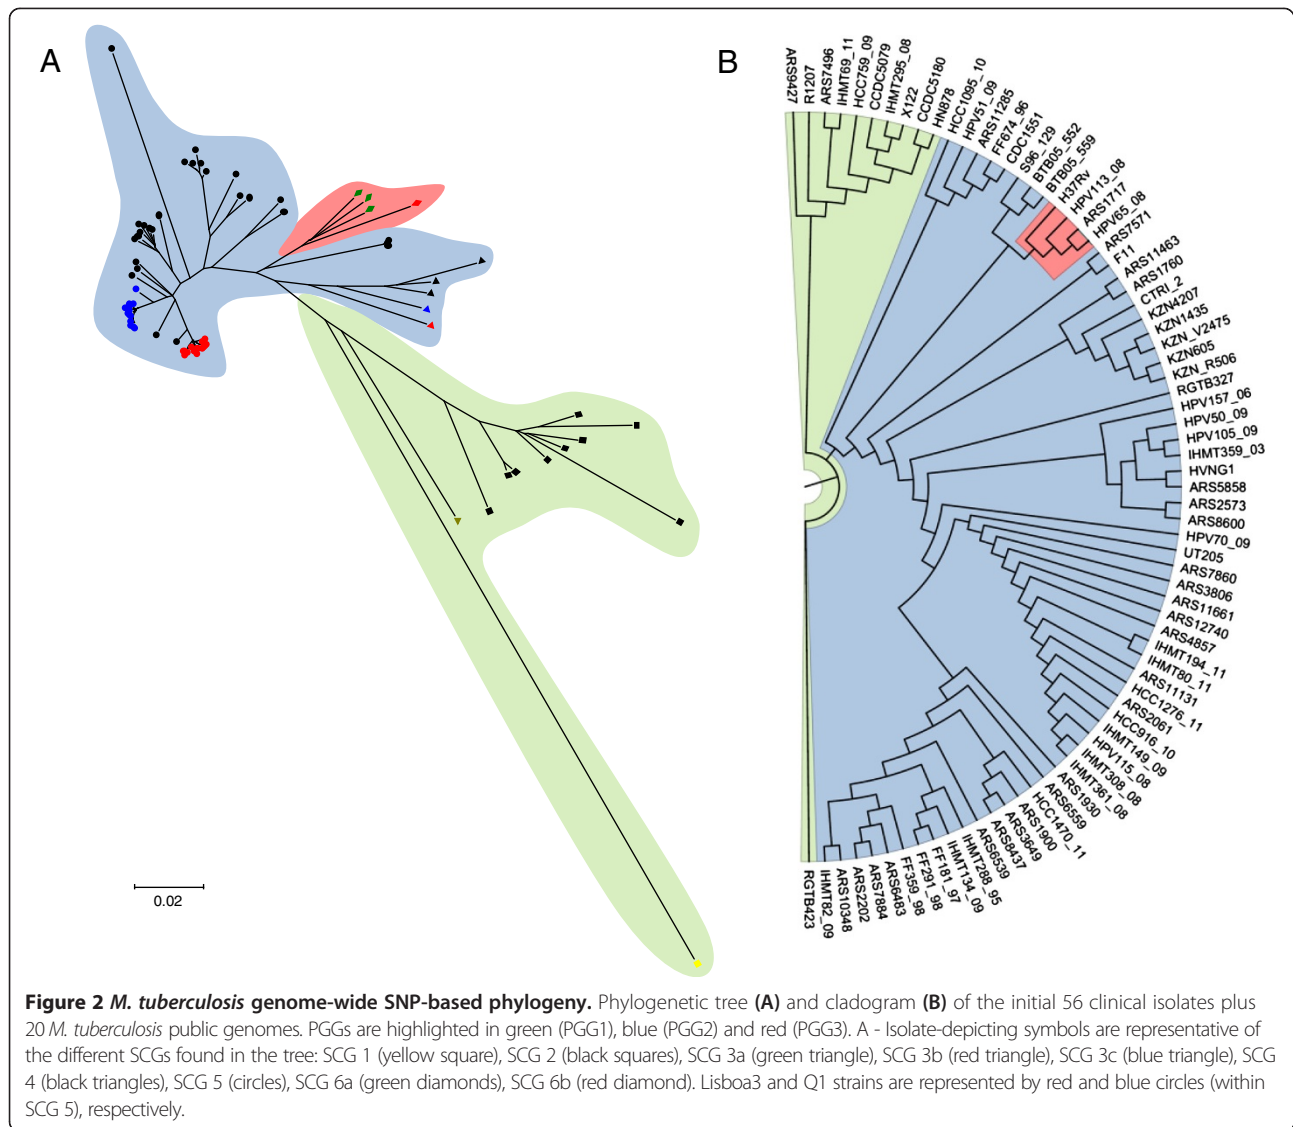 A
B
ARS9427
R1207
ARS7496
IHMT69_11
HCC759_09
CCDC5079
IHMT295_08
X122
CCDC5180
HN878
HCC1095_10
HPV51_09
ARS11285
FF674_96
CDC1551
S96_129
BTB05_552
BTB05_559
H37Rv
HPV113_08
ARS1717
HPV65_08
ARS7571
F11
ARS11463
ARS1760
CTRI_2
KZN4207
KZN1435
KZN_V2475
KZN605
KZN_R506
RGTB327
HPV157_06
HPV50_09
HPV105_09
IHMT359_03
HVNG1
ARS5858
ARS2573
ARS8600
HPV70_09
UT205
ARS7860
ARS3806
ARS11661
ARS12740
ARS4857
IHMT194_11
IHMT80_11
ARS11131
HCC1276_11
ARS2061
HCC916_10
IHMT149_09
HPV115_08
IHMT308_08
IHMT361_08
ARS1930
ARS6559
HCC1470_11
ARS1900
ARS3649
ARS8437
ARS6539
IHMT288_95
IHMT134_09
FF181_97
FF291_98
FF359_98
ARS6483
ARS7884
ARS2202
ARS10348
IHMT82_09
RGTB423
0.02
Figure 2 M. tuberculosis genome-wide SNP-based phylogeny. Phylogenetic tree (A) and cladogram (B) of the initial 56 clinical isolates plus
20 M. tuberculosis public genomes. PGGs are highlighted in green (PGG1), blue (PGG2) and red (PGG3). A - Isolate-depicting symbols are representative of
the different SCGs found in the tree: SCG 1 (yellow square), SCG 2 (black squares), SCG 3a (green triangle), SCG 3b (red triangle), SCG 3c (blue triangle), SCG
4 (black triangles), SCG 5 (circles), SCG 6a (green diamonds), SCG 6b (red diamond). Lisboa3 and Q1 strains are represented by red and blue circles (within
SCG 5), respectively.